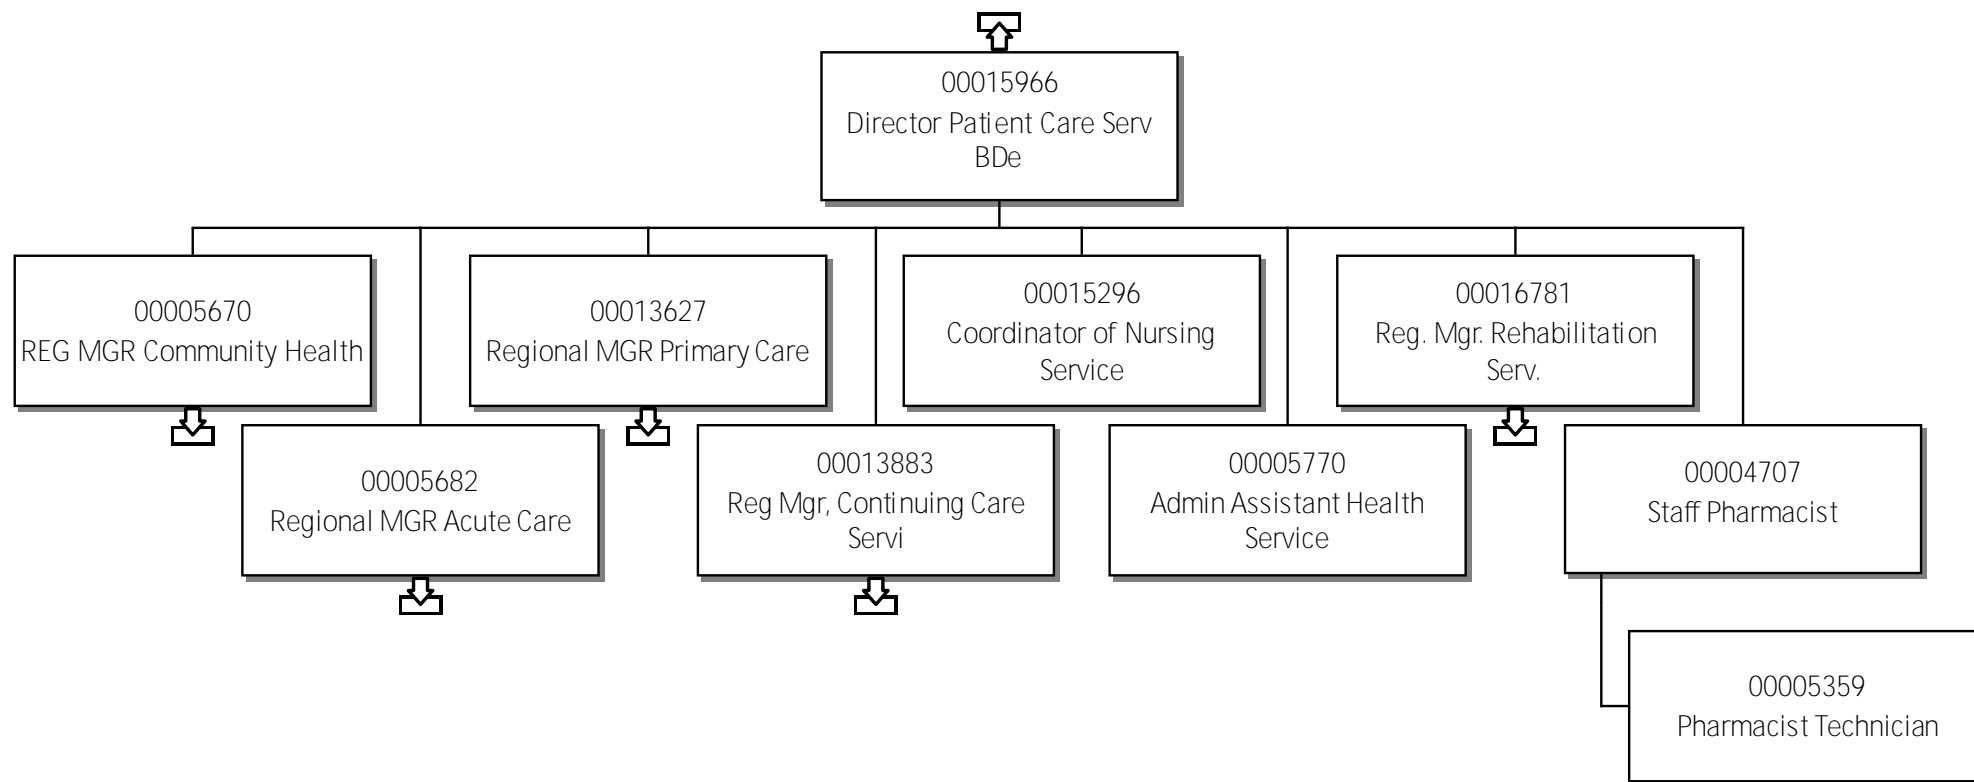 00015966
Director Patient Care Serv
BDe
00005670
REG MGR Community Health
00013627
Regional MGR Primary Care
00015296
Coordinator of Nursing
Service
00016781
Reg. Mgr. Rehabilitation
Serv.
00005682
Regional MGR Acute Care
00013883
Reg Mgr, Continuing Care
Servi
00005770
Admin Assistant Health
Service
00004707
Staff Pharmacist
00005359
Pharmacist Technician